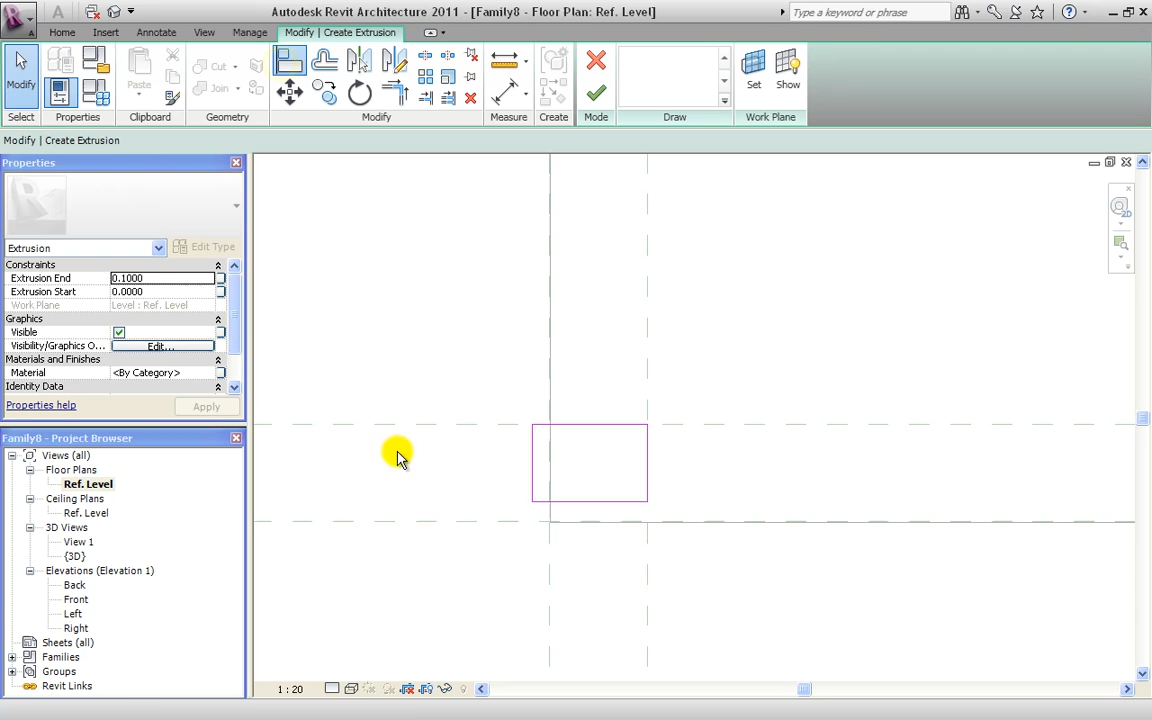 Autodesk Revit Architecture 2011 - [Family8 - Floor Plan: Ref. Level]
Type a keyword or phrase
Home Insert Annotate View Manage Modify | Create Extrusion
Modify
Paste
Cut
Join
Set
Show
Select Properties Clipboard Geometry Modify Measure Create Mode Draw Work Plane
Modify | Create Extrusion
Properties
Extrusion
Edit Type
Constraints
Extrusion End 0.1000
Extrusion Start 0.0000
Work Plane Level : Ref. Level
Graphics
Visible
Visibility/Graphics O... Edit...
Materials and Finishes
Material <By Category>
Identity Data
Properties help
Apply
Family8 - Project Browser
Views (all)
Floor Plans
Ref. Level
Ceiling Plans
Ref. Level
3D Views
View 1
{3D}
Elevations (Elevation 1)
Back
Front
Left
Right
Sheets (all)
Families
Groups
Revit Links
1 : 20
2D